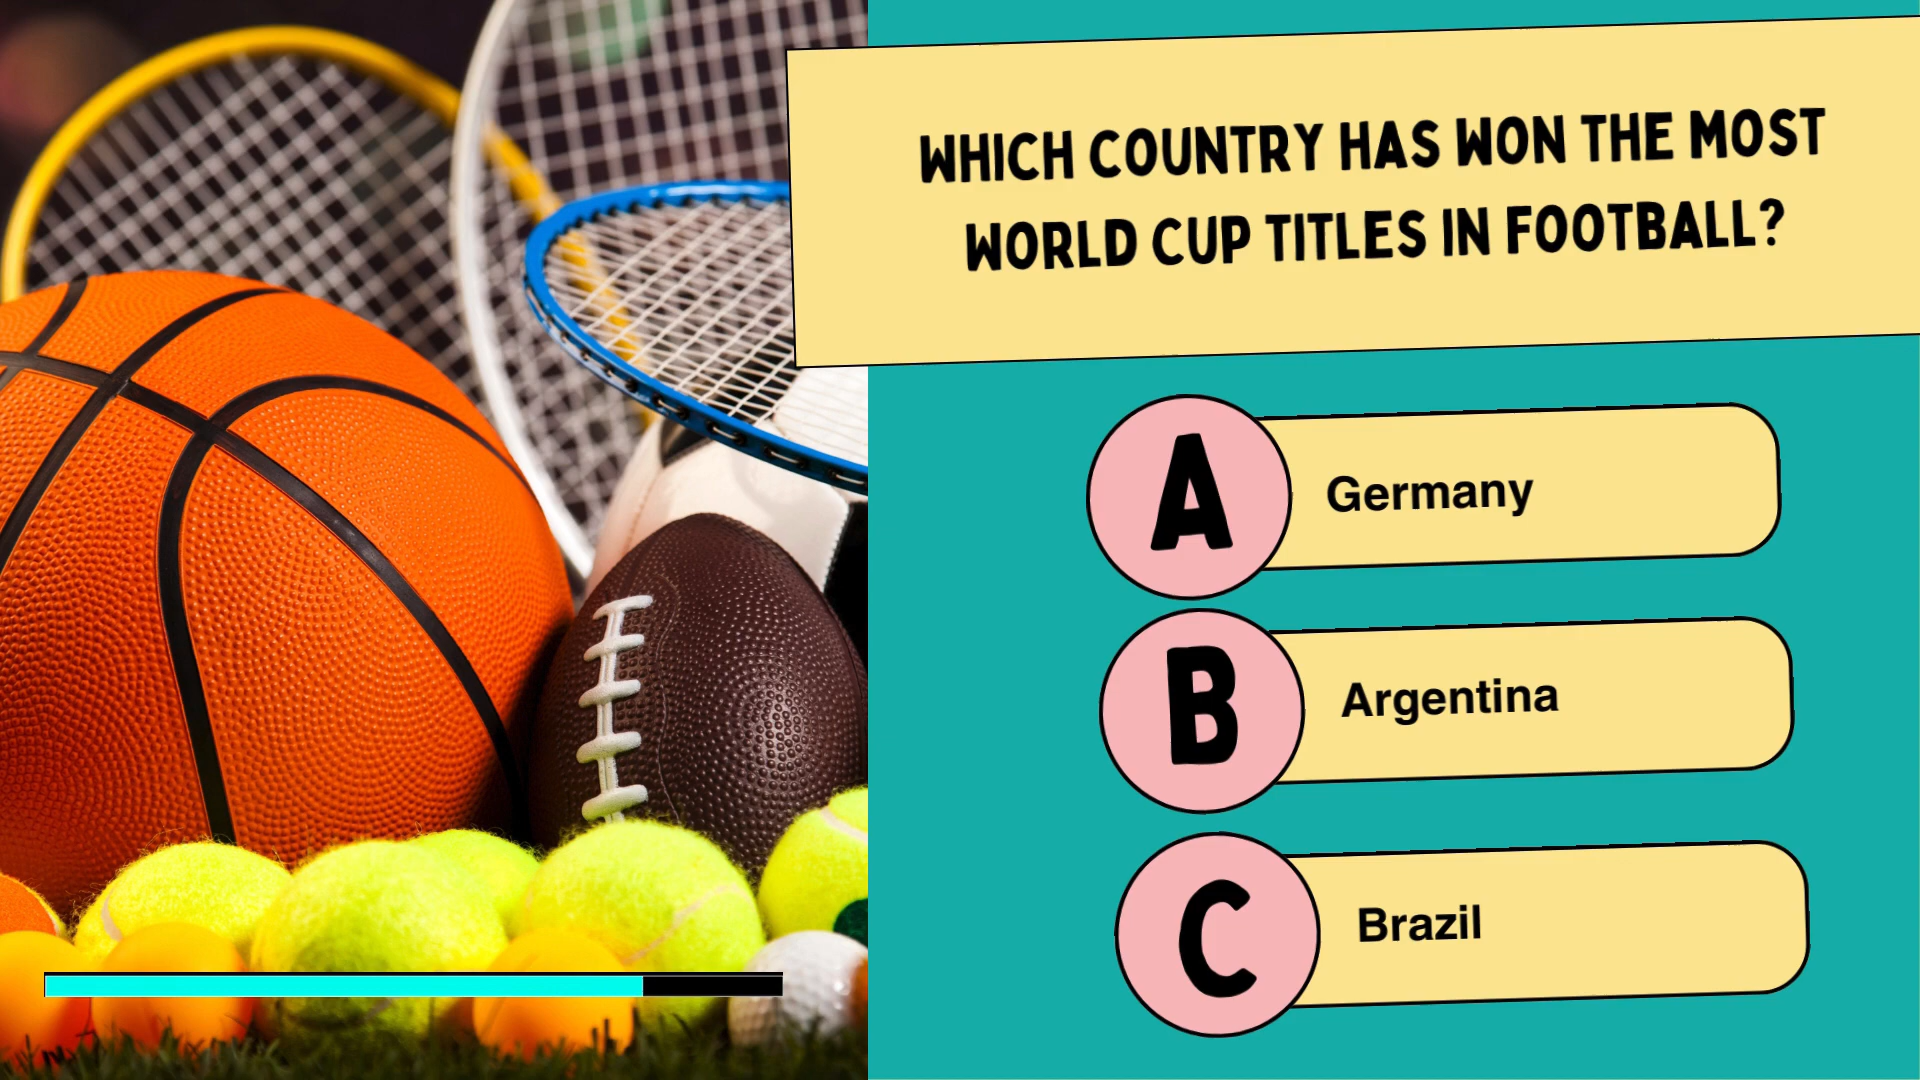 WHICH COUNTRY HAS WON THE MOST
WORLD CUP TITLES IN FOOTBALL?
A Germany
B Argentina
C Brazil